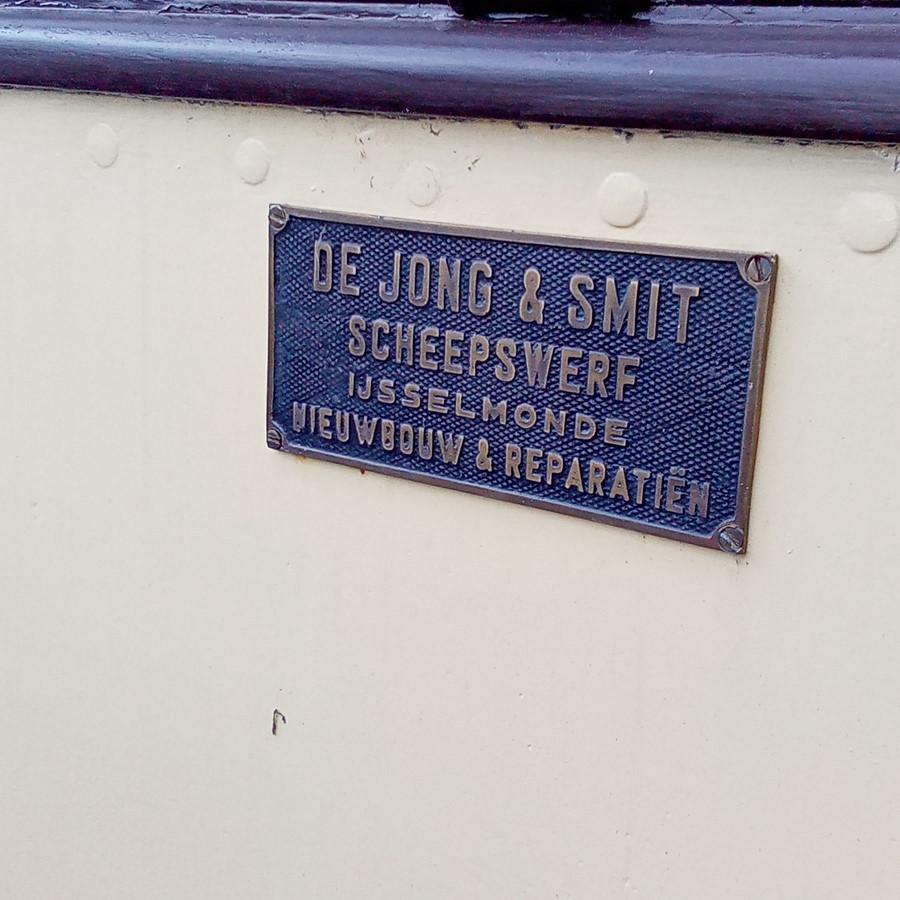 DE JONG & SMIT
SCHEEPSWERF
IJSSELMONDE
NIEUWBOUW & REPARATIËN